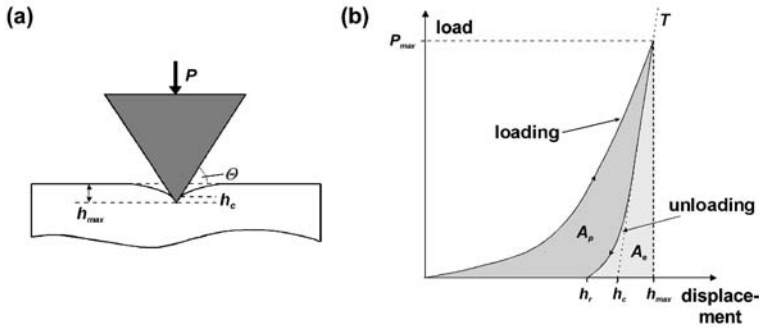 (a)
P
Θ
h_c
h_max
(b)
load
T
P_max
loading
unloading
A_p
A_e
h_r h_c h_max displace-
ment